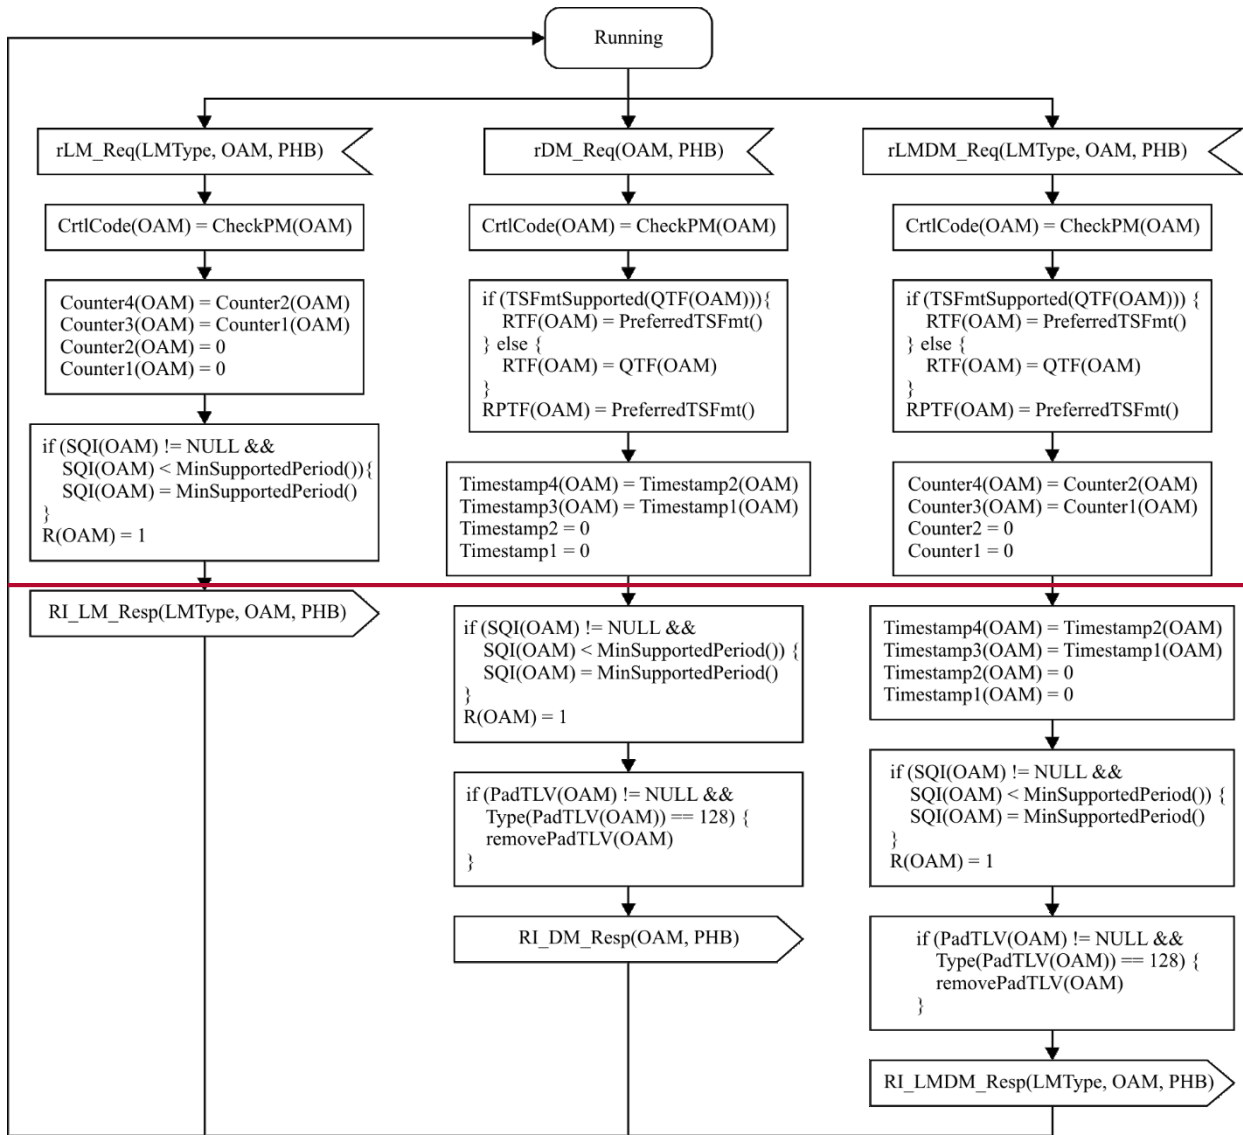 Running
rLM_Req(LMType, OAM, PHB)
CrtlCode(OAM) = CheckPM(OAM)
Counter4(OAM) = Counter2(OAM)
Counter3(OAM) = Counter1(OAM)
Counter2(OAM) = 0
Counter1(OAM) = 0
if (SQI(OAM) != NULL &&
SQI(OAM) < MinSupportedPeriod()){
SQI(OAM) = MinSupportedPeriod()
}
R(OAM) = 1
RI_LM_Resp(LMType, OAM, PHB)
rDM_Req(OAM, PHB)
CrtlCode(OAM) = CheckPM(OAM)
if (TSFmtSupported(QTF(OAM))){
RTF(OAM) = PreferredTSFmt()
} else {
RTF(OAM) = QTF(OAM)
}
RPTF(OAM) = PreferredTSFmt()
Timestamp4(OAM) = Timestamp2(OAM)
Timestamp3(OAM) = Timestamp1(OAM)
Timestamp2 = 0
Timestamp1 = 0
if (SQI(OAM) != NULL &&
SQI(OAM) < MinSupportedPeriod()) {
SQI(OAM) = MinSupportedPeriod()
}
R(OAM) = 1
if (PadTLV(OAM) != NULL &&
Type(PadTLV(OAM)) == 128) {
removePadTLV(OAM)
}
RI_DM_Resp(OAM, PHB)
rLMDM_Req(LMType, OAM, PHB)
CrtlCode(OAM) = CheckPM(OAM)
if (TSFmtSupported(QTF(OAM))) {
RTF(OAM) = PreferredTSFmt()
} else {
RTF(OAM) = QTF(OAM)
}
RPTF(OAM) = PreferredTSFmt()
Counter4(OAM) = Counter2(OAM)
Counter3(OAM) = Counter1(OAM)
Counter2 = 0
Counter1 = 0
Timestamp4(OAM) = Timestamp2(OAM)
Timestamp3(OAM) = Timestamp1(OAM)
Timestamp2(OAM) = 0
Timestamp1(OAM) = 0
if (SQI(OAM) != NULL &&
SQI(OAM) < MinSupportedPeriod()) {
SQI(OAM) = MinSupportedPeriod()
}
R(OAM) = 1
if (PadTLV(OAM) != NULL &&
Type(PadTLV(OAM)) == 128) {
removePadTLV(OAM)
}
RI_LMDM_Resp(LMType, OAM, PHB)